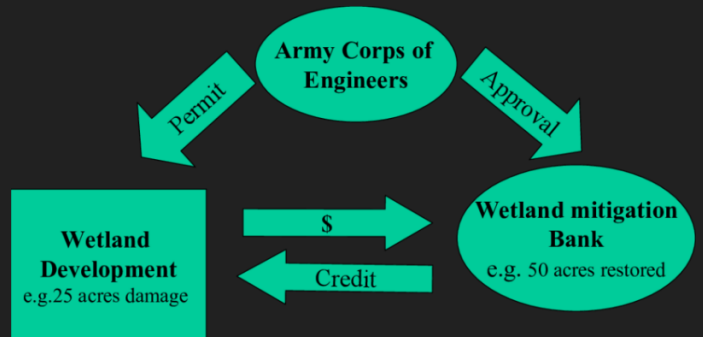 Army Corps of
Engineers
Permit
Approval
Wetland
Development
e.g.25 acres damage
$
Credit
Wetland mitigation
Bank
e.g. 50 acres restored